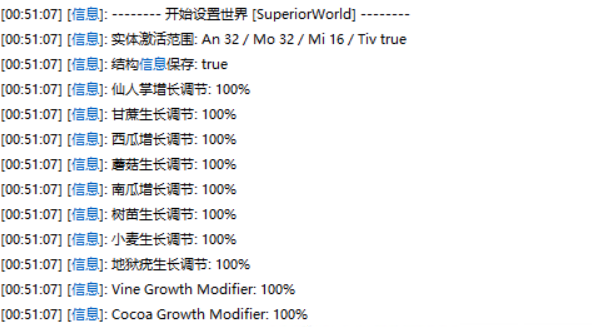 [00:51:07] [信息]: -------- 开始设置世界 [SuperiorWorld] --------
[00:51:07] [信息]: 实体激活范围: An 32 / Mo 32 / Mi 16 / Tiv true
[00:51:07] [信息]: 结构信息保存: true
[00:51:07] [信息]: 仙人掌增长调节: 100%
[00:51:07] [信息]: 甘蔗生长调节: 100%
[00:51:07] [信息]: 西瓜增长调节: 100%
[00:51:07] [信息]: 蘑菇生长调节: 100%
[00:51:07] [信息]: 南瓜增长调节: 100%
[00:51:07] [信息]: 树苗生长调节: 100%
[00:51:07] [信息]: 小麦生长调节: 100%
[00:51:07] [信息]: 地狱疣生长调节: 100%
[00:51:07] [信息]: Vine Growth Modifier: 100%
[00:51:07] [信息]: Cocoa Growth Modifier: 100%